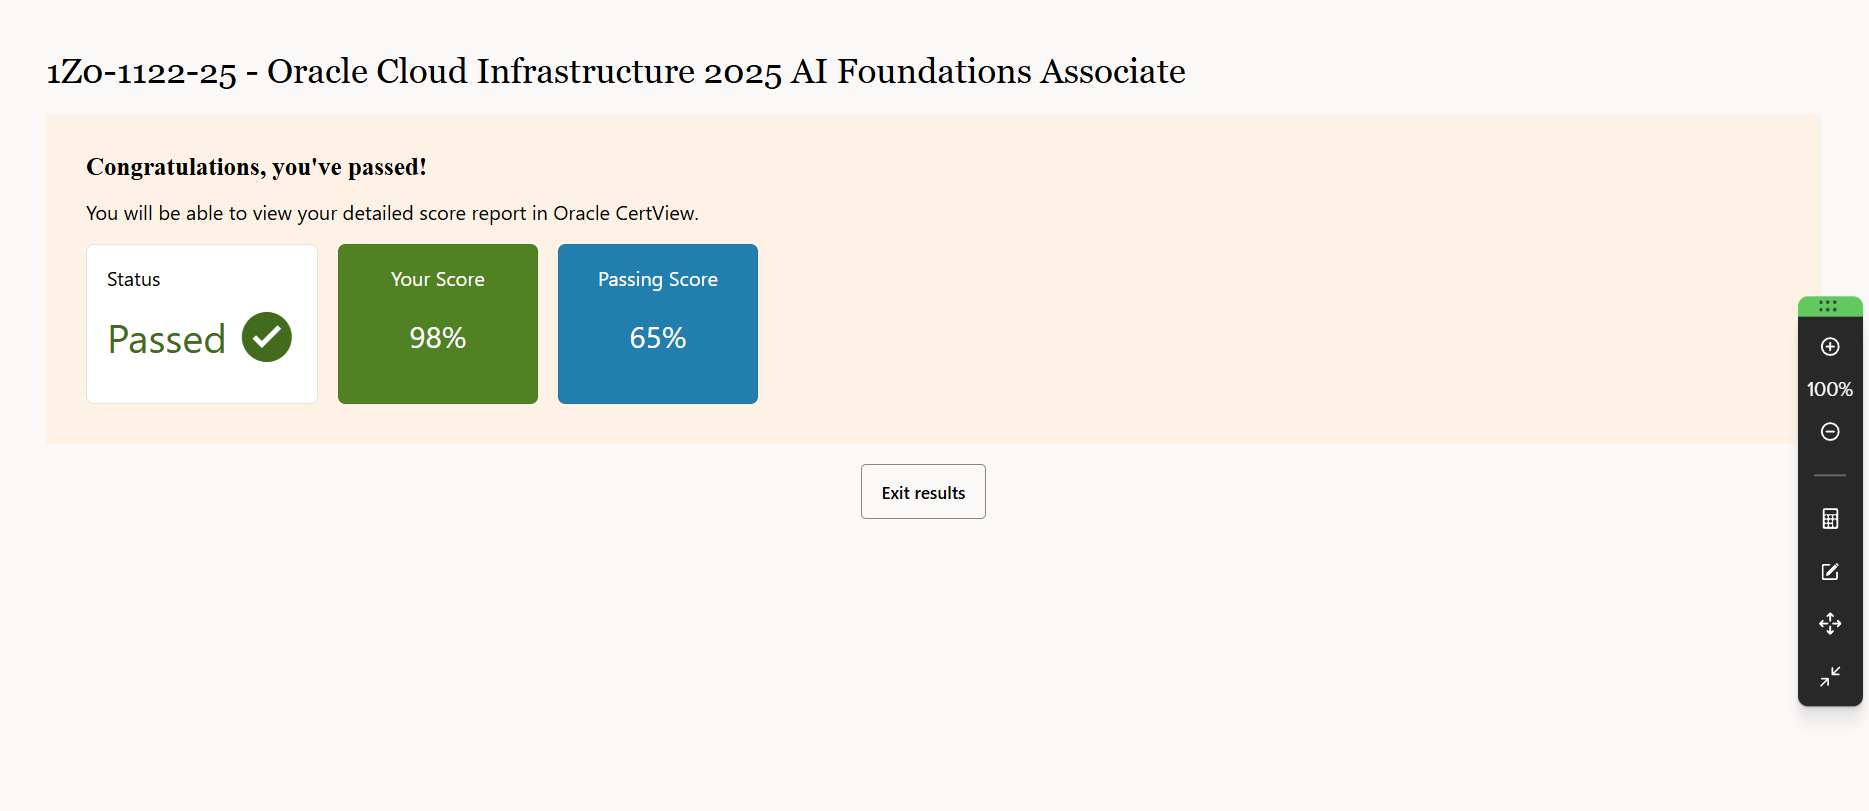 1Z0-1122-25 - Oracle Cloud Infrastructure 2025 AI Foundations Associate
Congratulations, you've passed!
You will be able to view your detailed score report in Oracle CertView.
Status
Passed
Your Score
98%
Passing Score
65%
100%
Exit results